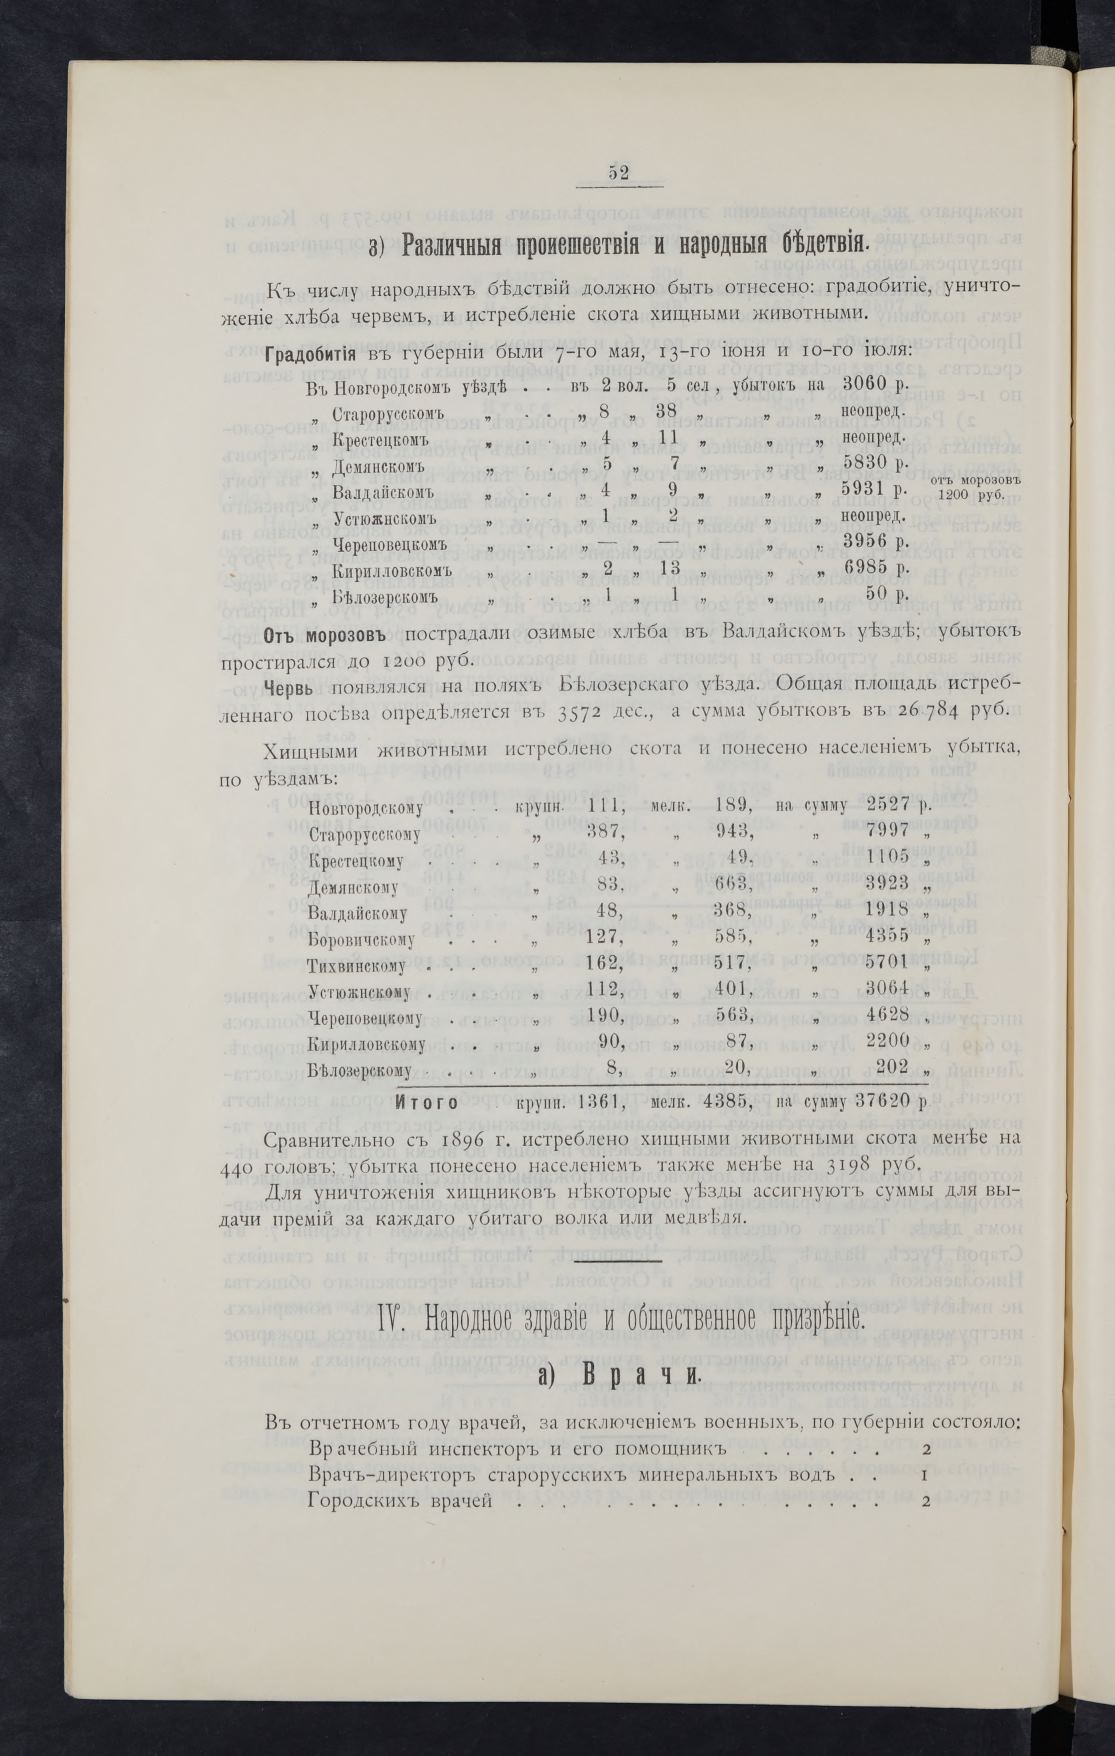 52
з) Различныя происшествія и народныя бѣдствія.
Къ числу народныхъ бѣдствій должно быть отнесено: градобитіе, уничто-
женіе хлѣба червемъ, и истребленіе скота хищными животными.
Градобитія въ губерніи были 7-го мая, 13-го іюня и 10-го іюля:
Въ Новгородскомъ уѣздѣ . . въ 2 вол. 5 сел , убытокъ на 3060 р.
„ Старорусскомъ „ . . „ 8 „ 38 „ „ „ неопред.
„ Крестецкомъ „ . . „ 4 „ 11 „ „ „ неопред.
„ Демянскомъ „ . . „ 5 „ 7 „ „ „ 5830 р.
„ Валдайскомъ „ . . „ 4 „ 9 „ „ „ 5931 р. отъ морозовъ 1200 руб.
„ Устюжнскомъ „ . . „ 1 „ 2 „ „ „ неопред.
„ Череповецкомъ „ . . „ — „ — „ „ „ 3956 р.
„ Кирилловскомъ „ . . „ 2 „ 13 „ „ „ 6985 р.
„ Бѣлозерскомъ „ . „ 1 „ 1 „ „ „ 50 р.
Отъ морозовъ пострадали озимые хлѣба въ Валдайскомъ уѣздѣ; убытокъ
простирался до 1200 руб.
Червь появлялся на поляхъ Бѣлозерскаго уѣзда. Общая площадь истреб-
леннаго посѣва опредѣляется въ 3572 дес., а сумма убытковъ въ 26.784 руб.
Хищными животными истреблено скота и понесено населеніемъ убытка,
по уѣздамъ:
Новгородскому . . . крупн. 111, мелк. 189, на сумму 2527 р.
Старорусскому . . . „ 387, „ 943, „ 7997 „
Крестецкому . . . . „ 43, „ 49, „ 1105 „
Демянскому . . . „ 83, „ 663, „ 3923 „
Валдайскому . . . „ 48, „ 368, „ 1918 „
Боровичскому . . . „ 127, „ 585, „ 4355 „
Тихвинскому . . . „ 162, „ 517, „ 5701 „
Устюжнскому . . . „ 112, „ 401, „ 3064 „
Череповецкому . . . „ 190, „ 563, „ 4628 „
Кирилловскому . . . „ 90, „ 87, „ 2200 „
Бѣлозерскому . . . . „ 8, „ 20, „ 202 „
Итого крупн. 1361, мелк. 4385, на сумму 37620 р
Сравнительно съ 1896 г. истреблено хищными животными скота менѣе на
440 головъ; убытка понесено населеніемъ также менѣе на 3198 руб.
Для уничтоженія хищниковъ нѣкоторые уѣзды ассигнуютъ суммы для вы-
дачи премій за каждаго убитаго волка или медвѣдя.
IV. Народное здравіе и общественное призрѣніе.
а) Врачи.
Въ отчетномъ году врачей, за исключеніемъ военныхъ, по губерніи состояло:
Врачебный инспекторъ и его помощникъ . . . . . . . 2
Врачъ-директоръ старорусскихъ минеральныхъ водъ . . 1
Городскихъ врачей . . . . . . . . . . . . . . . 2